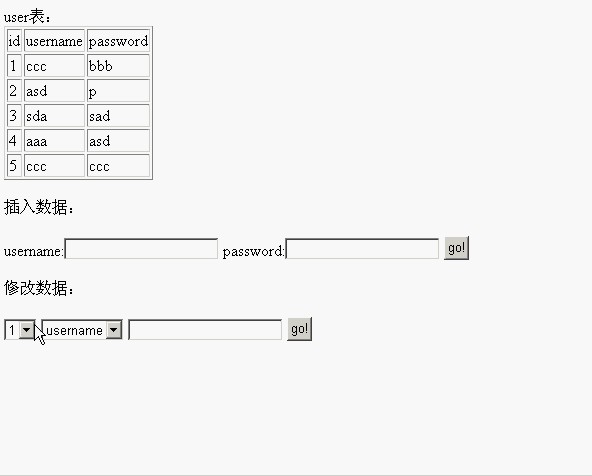 user表：
id username password
1 ccc bbb
2 asd p
3 sda sad
4 aaa asd
5 ccc ccc
插入数据：
username: password: go!
修改数据：
1 username go!